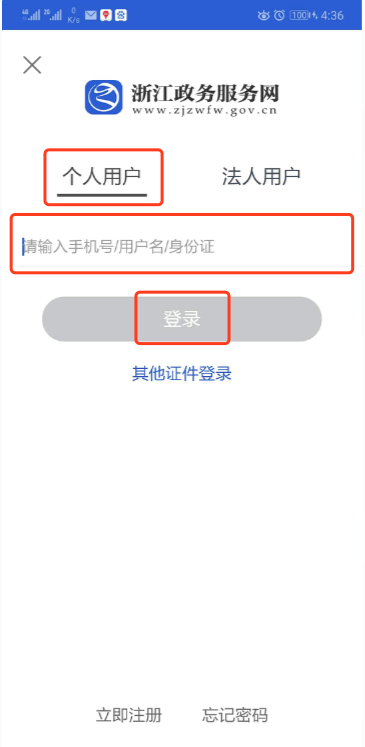 0
K/s
100
4:36
浙江政务服务网
www.zjzwfw.gov.cn
个人用户 法人用户
请输入手机号/用户名/身份证
登录
其他证件登录
立即注册 忘记密码